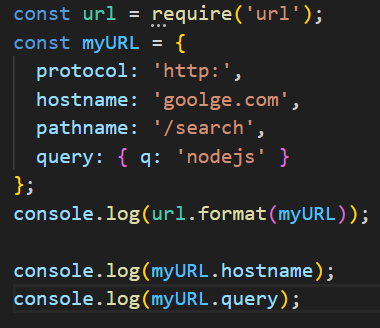 const url = require('url');
const myURL = {
  protocol: 'http:',
  hostname: 'goolge.com',
  pathname: '/search',
  query: { q: 'nodejs' }
};
console.log(url.format(myURL));

console.log(myURL.hostname);
console.log(myURL.query);